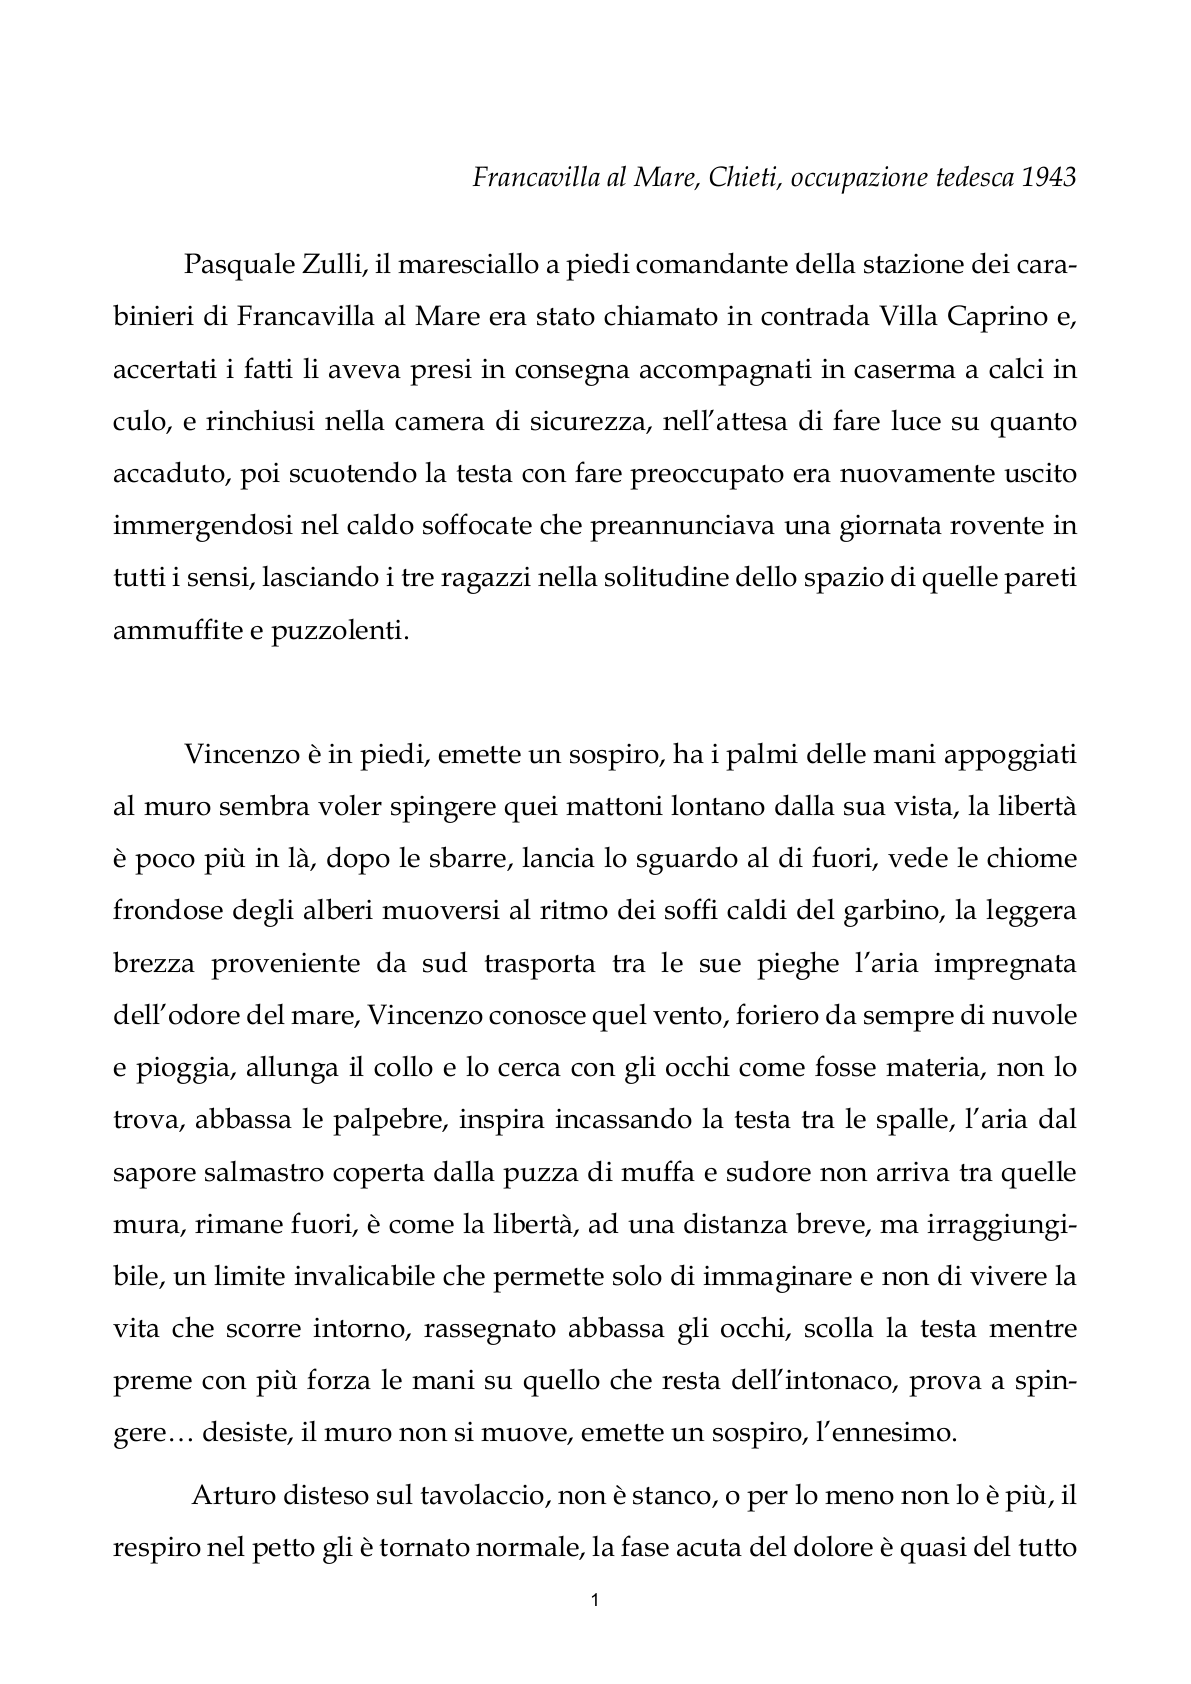 Francavilla al Mare, Chieti, occupazione tedesca 1943
Pasquale Zulli, il maresciallo a piedi comandante della stazione dei cara-
binieri di Francavilla al Mare era stato chiamato in contrada Villa Caprino e,
accertati i fatti li aveva presi in consegna accompagnati in caserma a calci in
culo, e rinchiusi nella camera di sicurezza, nell’attesa di fare luce su quanto
accaduto, poi scuotendo la testa con fare preoccupato era nuovamente uscito
immergendosi nel caldo soffocate che preannunciava una giornata rovente in
tutti i sensi, lasciando i tre ragazzi nella solitudine dello spazio di quelle pareti
ammuffite e puzzolenti.
Vincenzo è in piedi, emette un sospiro, ha i palmi delle mani appoggiati
al muro sembra voler spingere quei mattoni lontano dalla sua vista, la libertà
è poco più in là, dopo le sbarre, lancia lo sguardo al di fuori, vede le chiome
frondose degli alberi muoversi al ritmo dei soffi caldi del garbino, la leggera
brezza proveniente da sud trasporta tra le sue pieghe l’aria impregnata
dell’odore del mare, Vincenzo conosce quel vento, foriero da sempre di nuvole
e pioggia, allunga il collo e lo cerca con gli occhi come fosse materia, non lo
trova, abbassa le palpebre, inspira incassando la testa tra le spalle, l’aria dal
sapore salmastro coperta dalla puzza di muffa e sudore non arriva tra quelle
mura, rimane fuori, è come la libertà, ad una distanza breve, ma irraggiungi-
bile, un limite invalicabile che permette solo di immaginare e non di vivere la
vita che scorre intorno, rassegnato abbassa gli occhi, scolla la testa mentre
preme con più forza le mani su quello che resta dell’intonaco, prova a spin-
gere… desiste, il muro non si muove, emette un sospiro, l’ennesimo.
Arturo disteso sul tavolaccio, non è stanco, o per lo meno non lo è più, il
respiro nel petto gli è tornato normale, la fase acuta del dolore è quasi del tutto
1